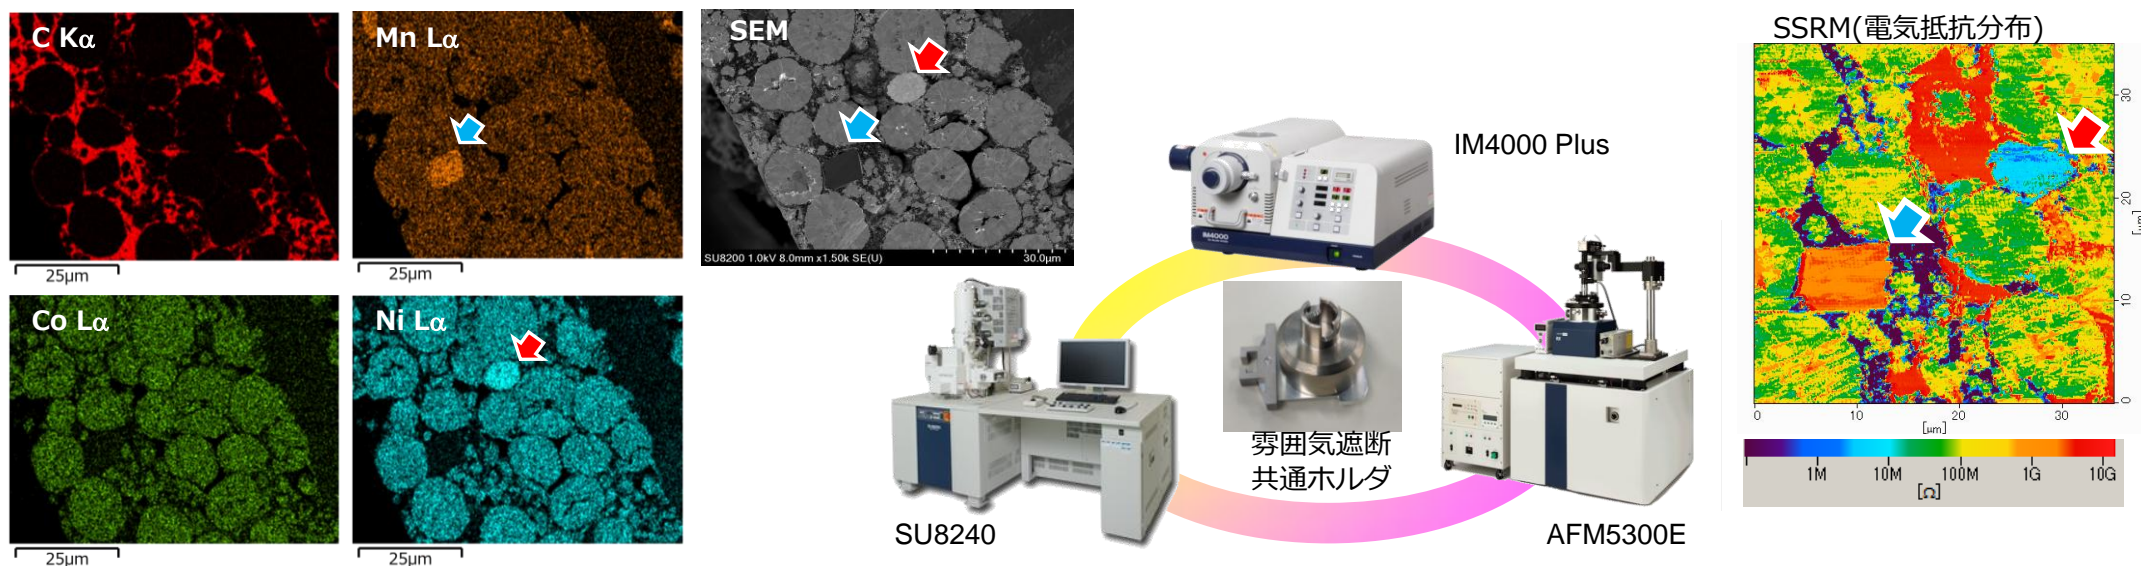 C Kα
25μm
Mn Lα
25μm
Co Lα
25μm
Ni Lα
25μm
SEM
SU8200 1.0kV 8.0mm x1.50k SE(U)
30.0μm
IM4000 Plus
IM4000
雰囲気遮断
共通ホルダ
SU8240
AFM5300E
SSRM(電気抵抗分布)
30
20
10
0
[μm]
0 10 20 30
[μm]
1M 10M 100M 1G 10G
[Ω]